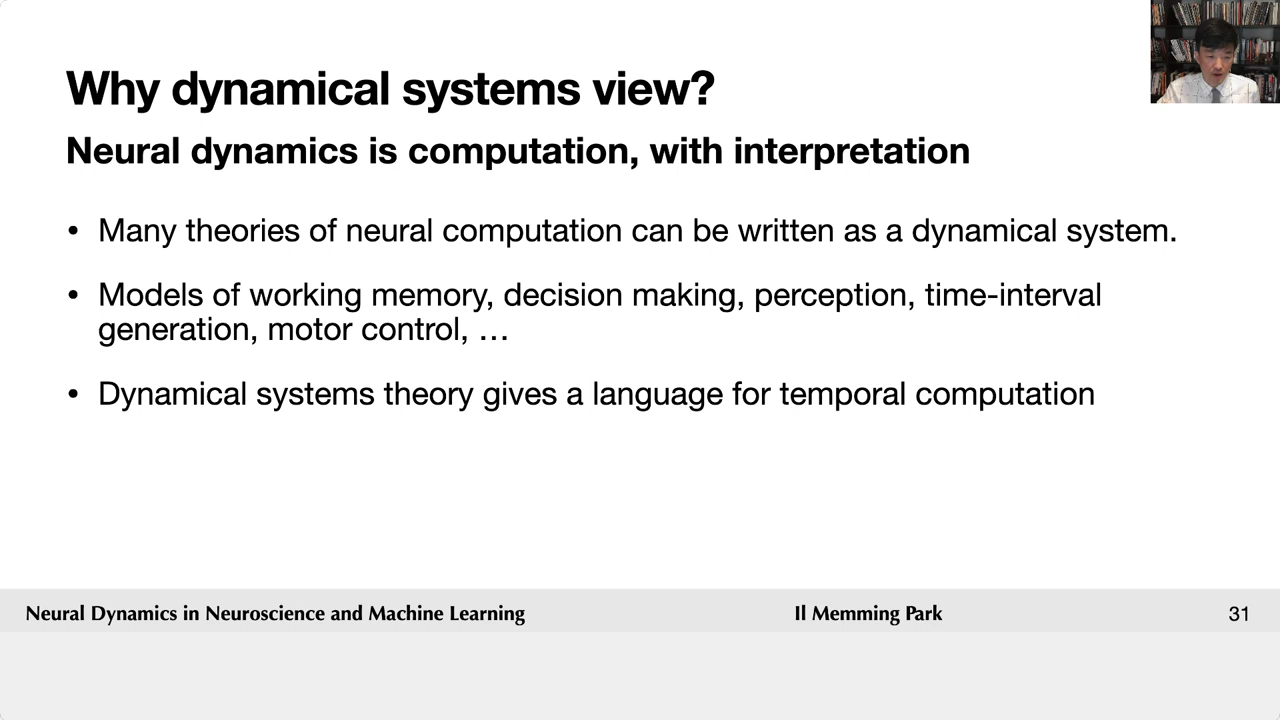 Why dynamical systems view?
Neural dynamics is computation, with interpretation
• Many theories of neural computation can be written as a dynamical system.
• Models of working memory, decision making, perception, time-interval
generation, motor control, …
• Dynamical systems theory gives a language for temporal computation
Neural Dynamics in Neuroscience and Machine Learning
Il Memming Park
31